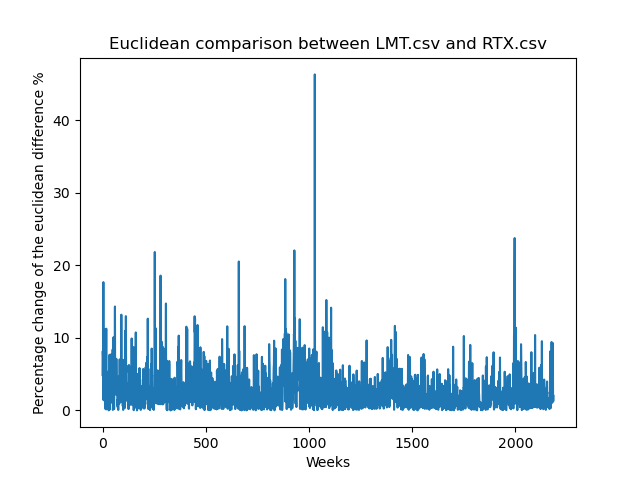 Euclidean comparison between LMT.csv and RTX.csv
Percentage change of the euclidean difference %
40
30
20
10
0
0 500 1000 1500 2000
Weeks